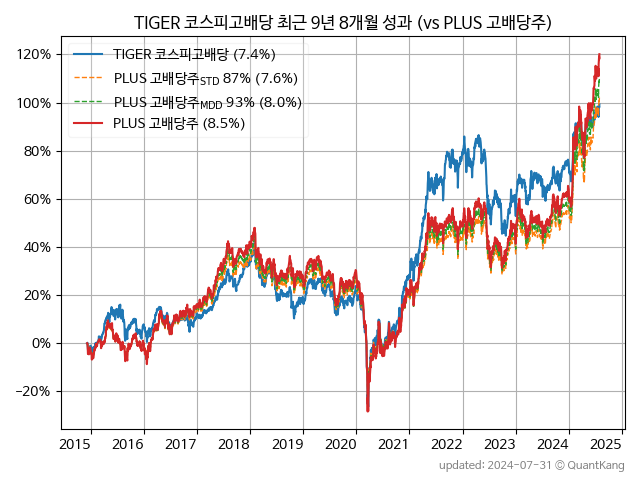 TIGER 코스피고배당 최근 9년 8개월 성과 (vs PLUS 고배당주)
TIGER 코스피고배당 (7.4%)
PLUS 고배당주STD 87% (7.6%)
PLUS 고배당주MDD 93% (8.0%)
PLUS 고배당주 (8.5%)
120%
100%
80%
60%
40%
20%
0%
−20%
2015 2016 2017 2018 2019 2020 2021 2022 2023 2024 2025
updated: 2024-07-31 © QuantKang